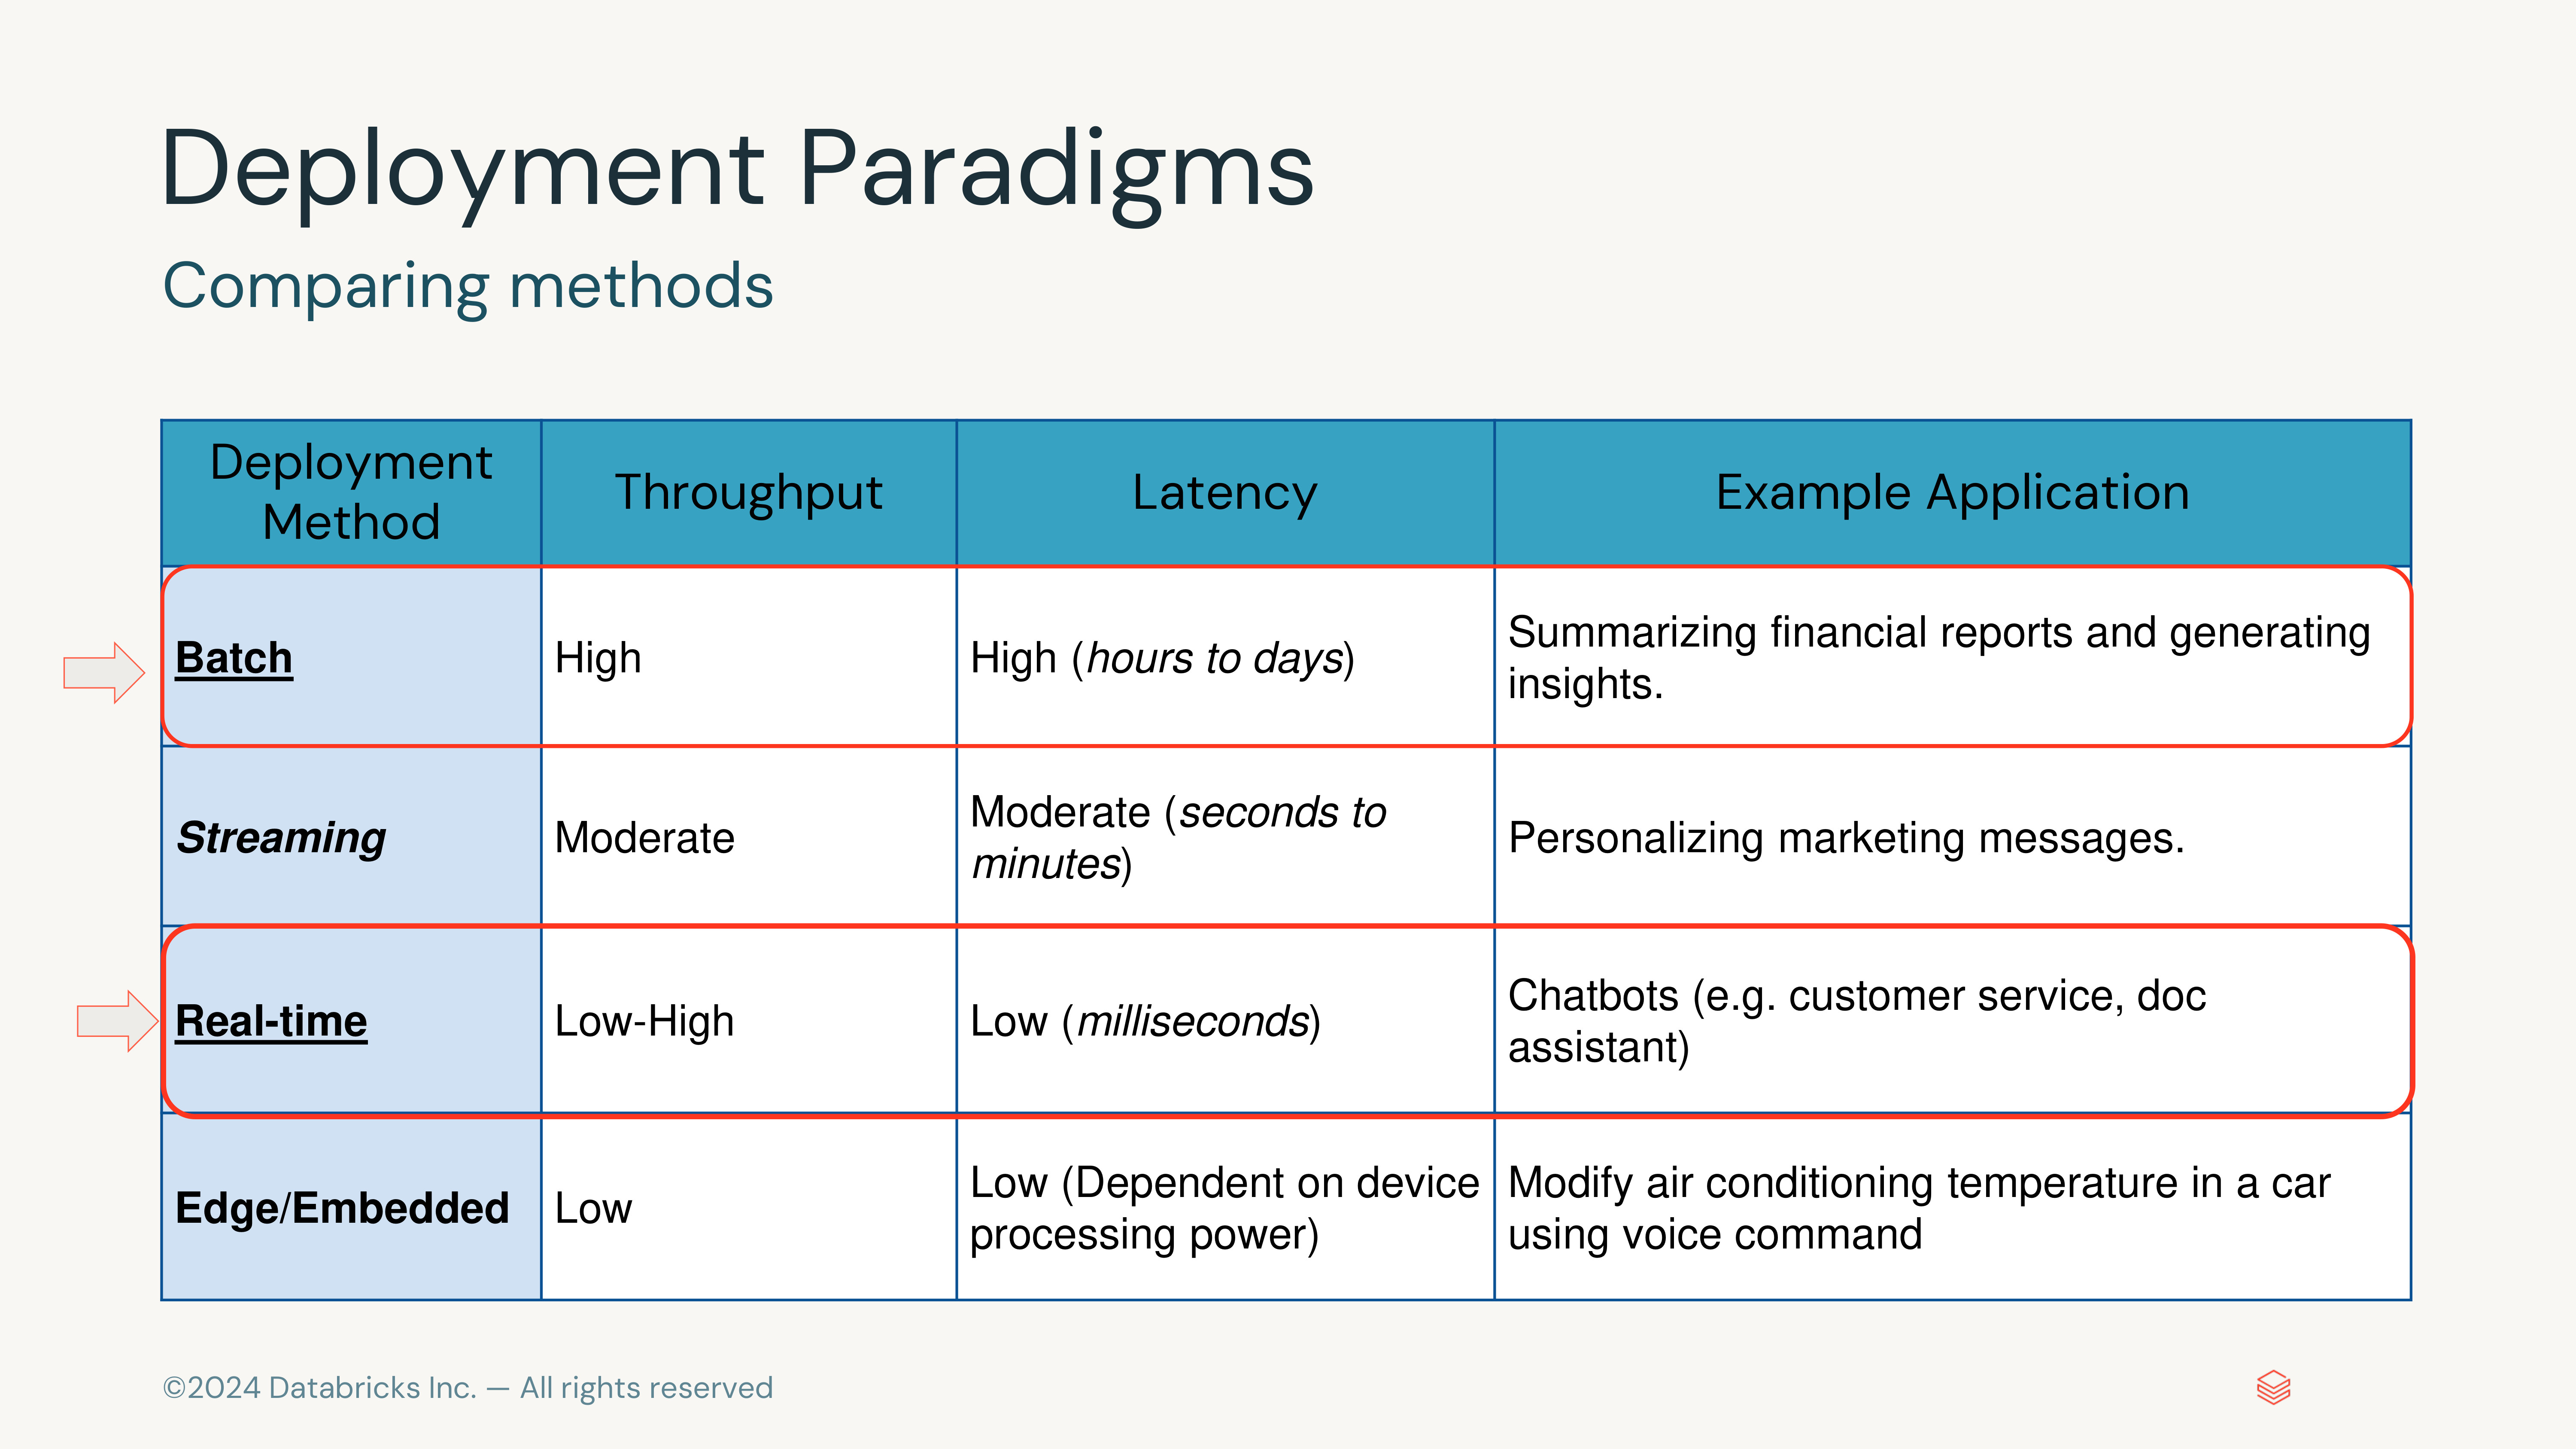 Deployment Paradigms
Comparing methods
Deployment
Method
Throughput
Latency
Example Application
Batch
High
High (hours to days)
Summarizing financial reports and generating
insights.
Streaming
Moderate
Moderate (seconds to
minutes)
Personalizing marketing messages.
Real-time
Low-High
Low (milliseconds)
Chatbots (e.g. customer service, doc
assistant)
Edge/Embedded
Low
Low (Dependent on device
processing power)
Modify air conditioning temperature in a car
using voice command
©2024 Databricks Inc. — All rights reserved